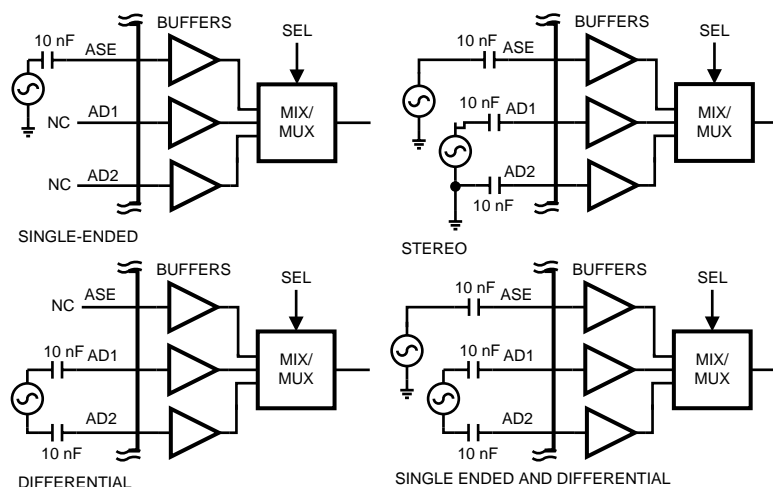 BUFFERS
SEL
10 nF
ASE
MIX/
MUX
NC
AD1
NC
AD2
SINGLE-ENDED
BUFFERS
SEL
10 nF
ASE
10 nF
AD1
MIX/
MUX
AD2
10 nF
STEREO
BUFFERS
SEL
NC
ASE
10 nF
AD1
MIX/
MUX
AD2
10 nF
DIFFERENTIAL
BUFFERS
SEL
10 nF
ASE
10 nF
AD1
MIX/
MUX
AD2
10 nF
SINGLE ENDED AND DIFFERENTIAL